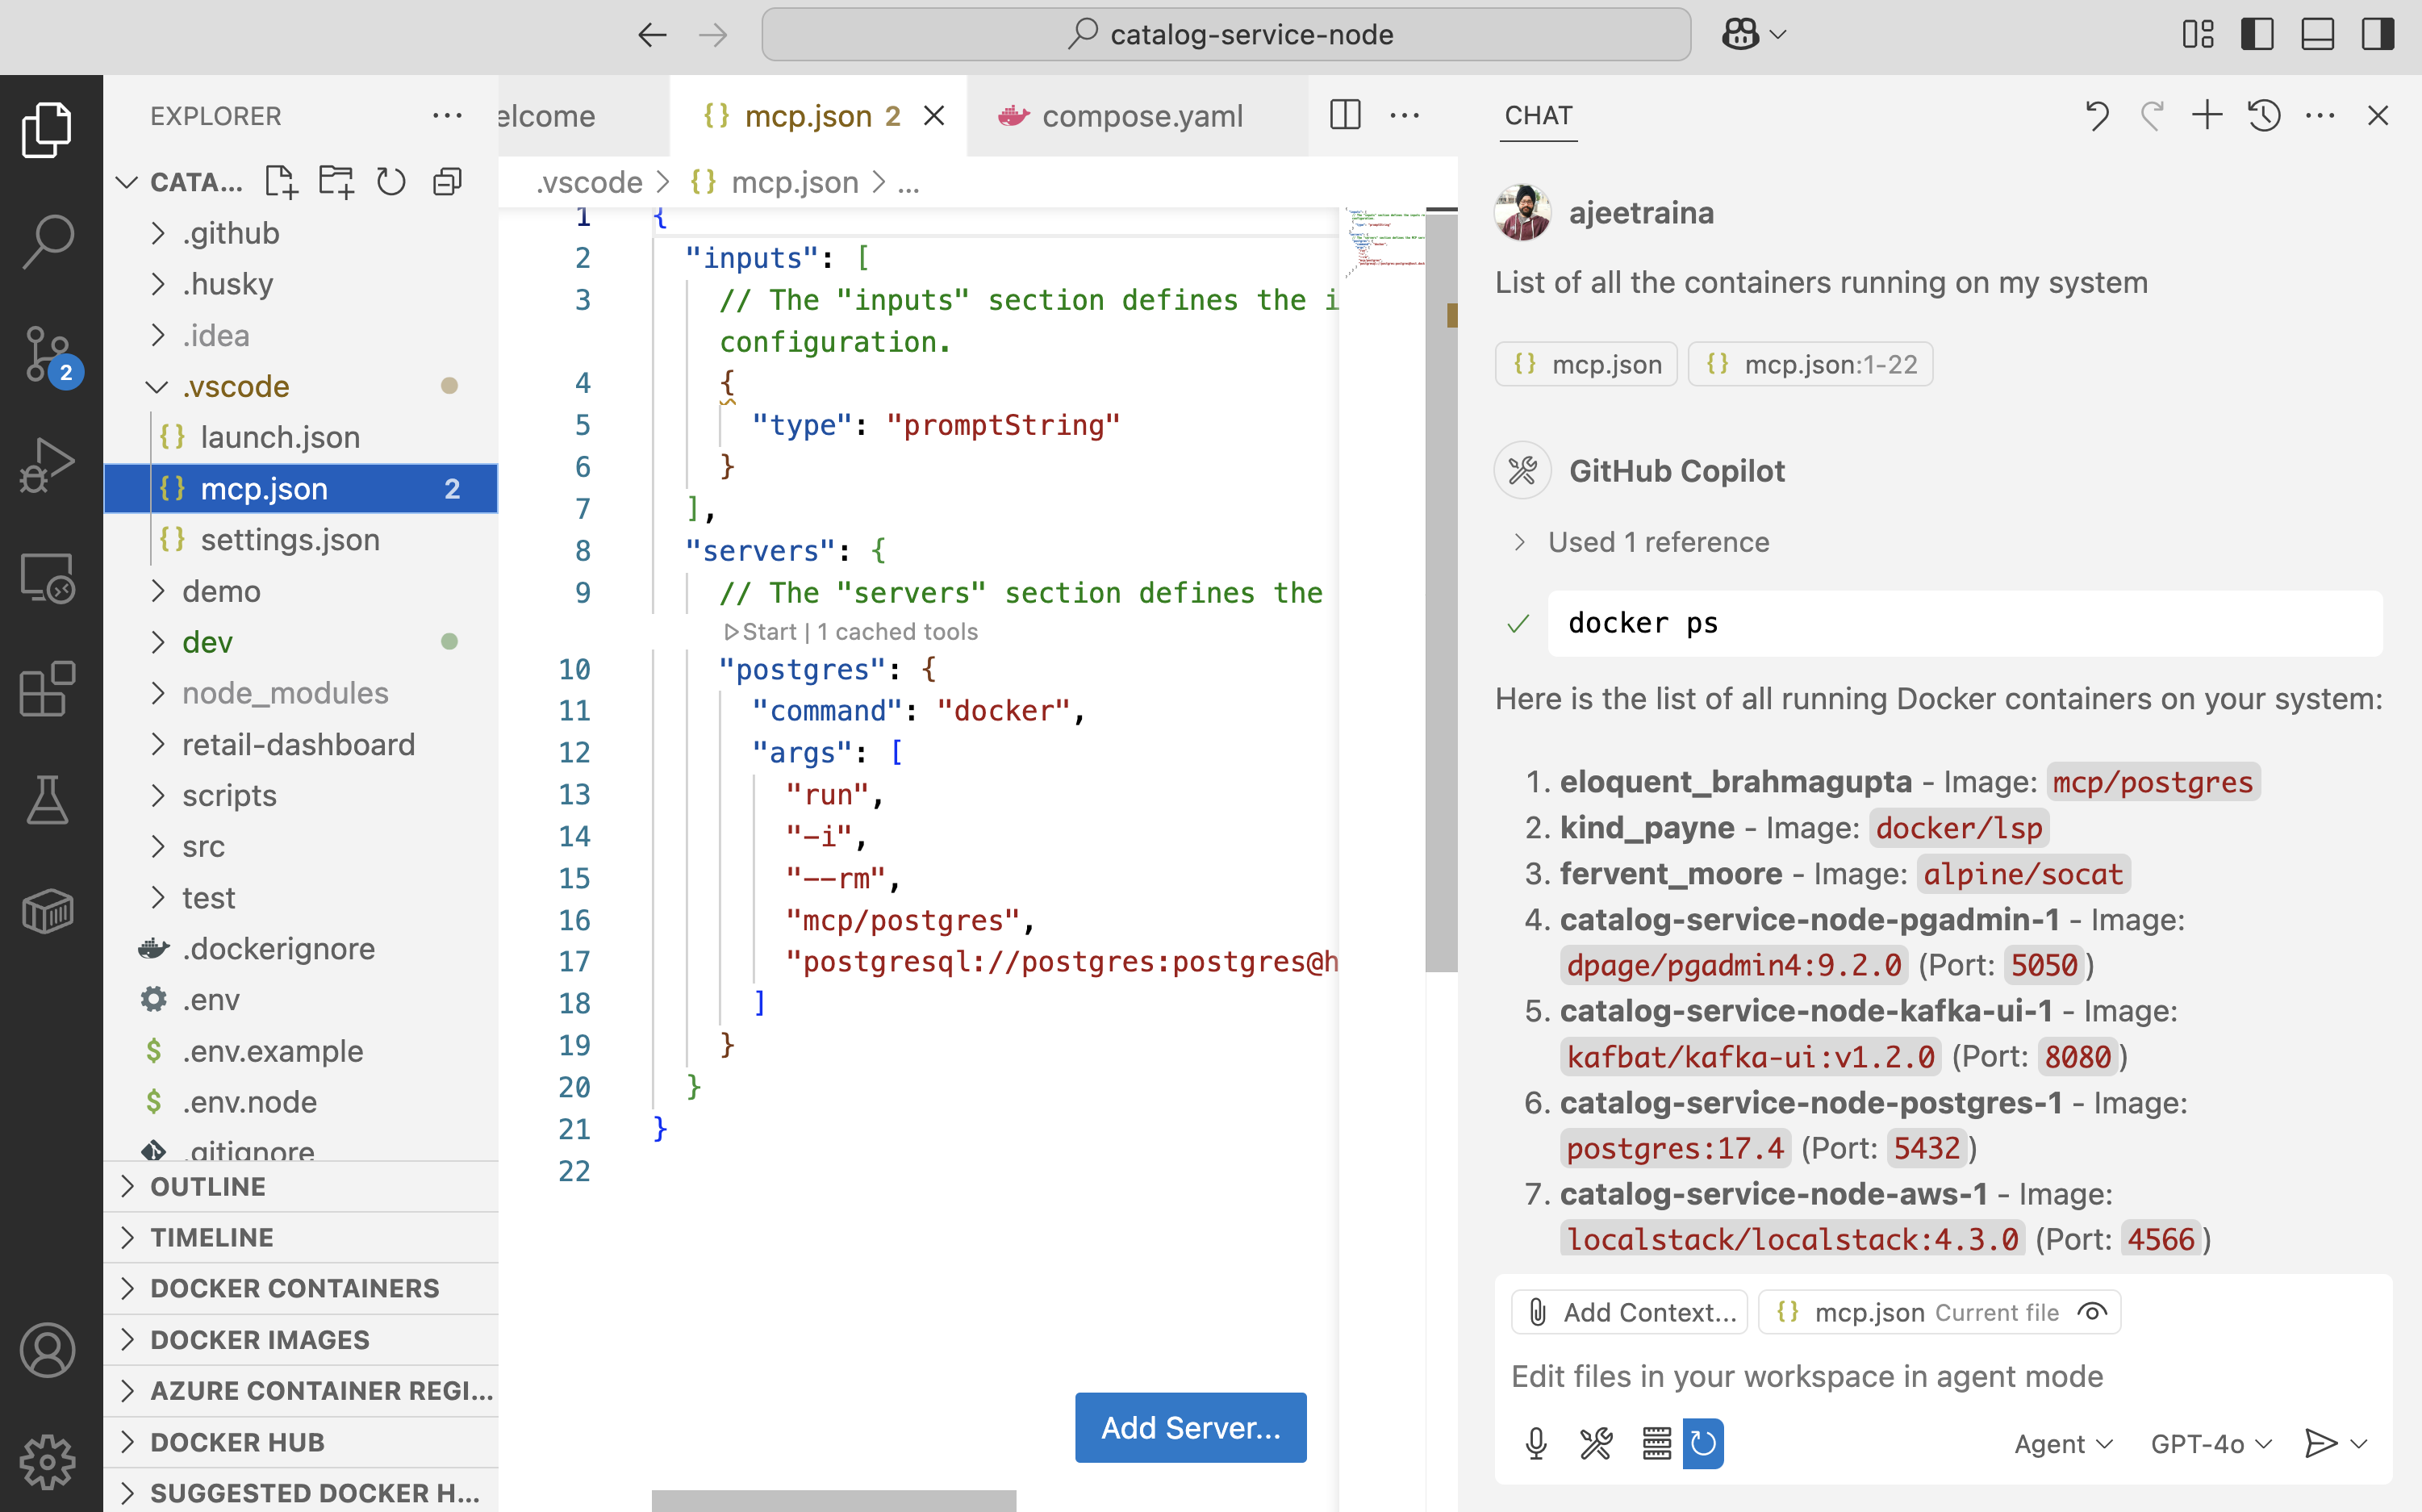 catalog-service-node
EXPLORER
elcome
{} mcp.json 2
compose.yaml
CHAT
CATA...
.github
.husky
.idea
.vscode
{} launch.json
{} mcp.json 2
{} settings.json
demo
dev
node_modules
retail-dashboard
scripts
src
test
.dockerignore
.env
$ .env.example
$ .env.node
.gitignore
OUTLINE
TIMELINE
DOCKER CONTAINERS
DOCKER IMAGES
AZURE CONTAINER REGI...
DOCKER HUB
SUGGESTED DOCKER H...
2
.vscode > {} mcp.json > ...
1 {
2 "inputs": [
3 // The "inputs" section defines the i
configuration.
4 {
5 "type": "promptString"
6 }
7 ],
8 "servers": {
9 // The "servers" section defines the
Start | 1 cached tools
10 "postgres": {
11 "command": "docker",
12 "args": [
13 "run",
14 "-i",
15 "--rm",
16 "mcp/postgres",
17 "postgresql://postgres:postgres@h
18 ]
19 }
20 }
21 }
22
Add Server...
ajeetraina
List of all the containers running on my system
{} mcp.json {} mcp.json:1-22
GitHub Copilot
> Used 1 reference
docker ps
Here is the list of all running Docker containers on your system:
1. eloquent_brahmagupta - Image: mcp/postgres
2. kind_payne - Image: docker/lsp
3. fervent_moore - Image: alpine/socat
4. catalog-service-node-pgadmin-1 - Image:
dpage/pgadmin4:9.2.0 (Port: 5050)
5. catalog-service-node-kafka-ui-1 - Image:
kafbat/kafka-ui:v1.2.0 (Port: 8080)
6. catalog-service-node-postgres-1 - Image:
postgres:17.4 (Port: 5432)
7. catalog-service-node-aws-1 - Image:
localstack/localstack:4.3.0 (Port: 4566)
Add Context... {} mcp.json Current file
Edit files in your workspace in agent mode
Agent GPT-4o